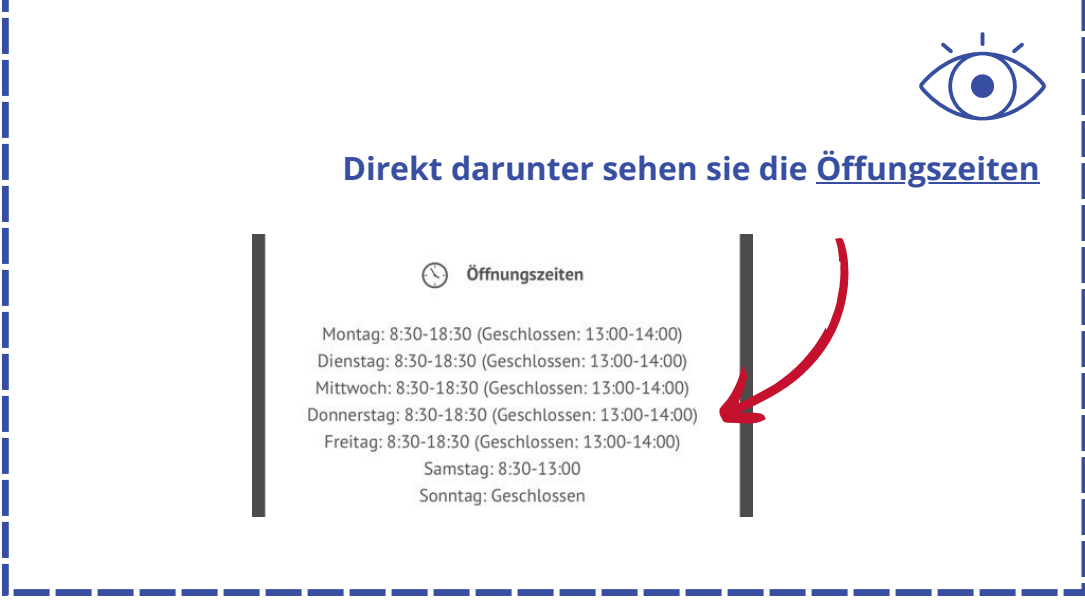 Direkt darunter sehen sie die Öffungszeiten
Öffnungszeiten
Montag: 8:30-18:30 (Geschlossen: 13:00-14:00)
Dienstag: 8:30-18:30 (Geschlossen: 13:00-14:00)
Mittwoch: 8:30-18:30 (Geschlossen: 13:00-14:00)
Donnerstag: 8:30-18:30 (Geschlossen: 13:00-14:00)
Freitag: 8:30-18:30 (Geschlossen: 13:00-14:00)
Samstag: 8:30-13:00
Sonntag: Geschlossen